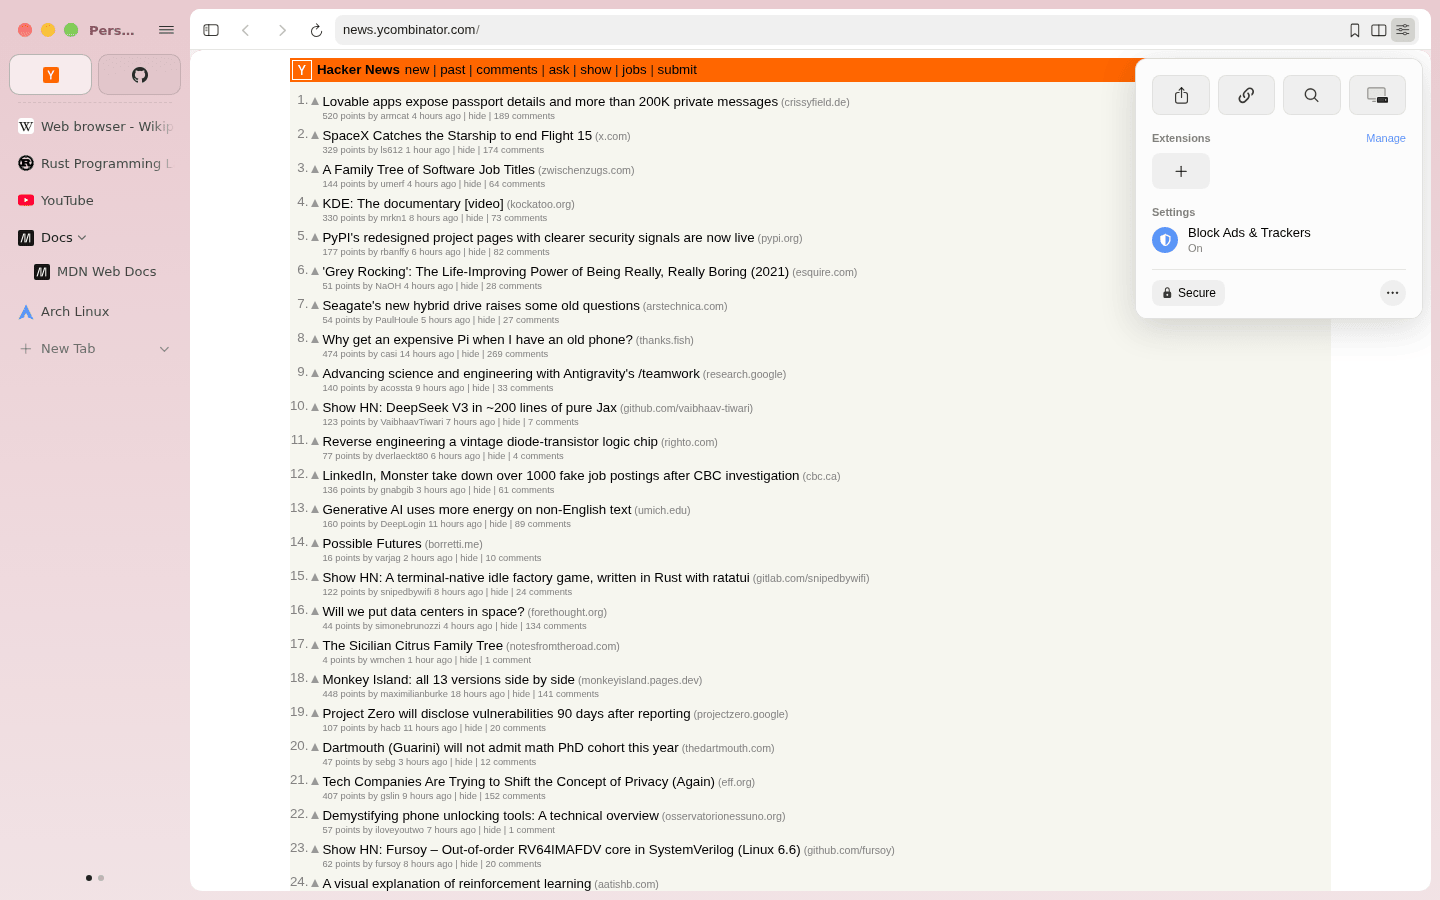 Pers...
news.ycombinator.com/
Web browser - Wikip
Rust Programming L
YouTube
Docs
MDN Web Docs
Arch Linux
New Tab
Y Hacker News new | past | comments | ask | show | jobs | submit
1. Lovable apps expose passport details and more than 200K private messages (crissyfield.de)
520 points by armcat 4 hours ago | hide | 189 comments
2. SpaceX Catches the Starship to end Flight 15 (x.com)
329 points by ls612 1 hour ago | hide | 174 comments
3. A Family Tree of Software Job Titles (zwischenzugs.com)
144 points by umerf 4 hours ago | hide | 64 comments
4. KDE: The documentary [video] (kockatoo.org)
330 points by mrkn1 8 hours ago | hide | 73 comments
5. PyPI's redesigned project pages with clearer security signals are now live (pypi.org)
177 points by rbanffy 6 hours ago | hide | 82 comments
6. 'Grey Rocking': The Life-Improving Power of Being Really, Really Boring (2021) (esquire.com)
51 points by NaOH 4 hours ago | hide | 28 comments
7. Seagate's new hybrid drive raises some old questions (arstechnica.com)
54 points by PaulHoule 5 hours ago | hide | 27 comments
8. Why get an expensive Pi when I have an old phone? (thanks.fish)
474 points by casi 14 hours ago | hide | 269 comments
9. Advancing science and engineering with Antigravity's /teamwork (research.google)
140 points by acossta 9 hours ago | hide | 33 comments
10. Show HN: DeepSeek V3 in ~200 lines of pure Jax (github.com/vaibhaav-tiwari)
123 points by VaibhaavTiwari 7 hours ago | hide | 7 comments
11. Reverse engineering a vintage diode-transistor logic chip (righto.com)
77 points by dverlaeckt80 6 hours ago | hide | 4 comments
12. LinkedIn, Monster take down over 1000 fake job postings after CBC investigation (cbc.ca)
136 points by gnabgib 3 hours ago | hide | 61 comments
13. Generative AI uses more energy on non-English text (umich.edu)
160 points by DeepLogin 11 hours ago | hide | 89 comments
14. Possible Futures (borretti.me)
16 points by varjag 2 hours ago | hide | 10 comments
15. Show HN: A terminal-native idle factory game, written in Rust with ratatui (gitlab.com/snipedbywifi)
122 points by snipedbywifi 8 hours ago | hide | 24 comments
16. Will we put data centers in space? (forethought.org)
44 points by simonebrunozzi 4 hours ago | hide | 134 comments
17. The Sicilian Citrus Family Tree (notesfromtheroad.com)
4 points by wmchen 1 hour ago | hide | 1 comment
18. Monkey Island: all 13 versions side by side (monkeyisland.pages.dev)
448 points by maximilianburke 18 hours ago | hide | 141 comments
19. Project Zero will disclose vulnerabilities 90 days after reporting (projectzero.google)
107 points by hacb 11 hours ago | hide | 20 comments
20. Dartmouth (Guarini) will not admit math PhD cohort this year (thedartmouth.com)
47 points by sebg 3 hours ago | hide | 12 comments
21. Tech Companies Are Trying to Shift the Concept of Privacy (Again) (eff.org)
407 points by gslin 9 hours ago | hide | 152 comments
22. Demystifying phone unlocking tools: A technical overview (osservatorionessuno.org)
57 points by iloveyoutwo 7 hours ago | hide | 1 comment
23. Show HN: Fursoy – Out-of-order RV64IMAFDV core in SystemVerilog (Linux 6.6) (github.com/fursoy)
62 points by fursoy 8 hours ago | hide | 20 comments
24. A visual explanation of reinforcement learning (aatishb.com)
Extensions Manage
Settings
Block Ads & Trackers
On
Secure